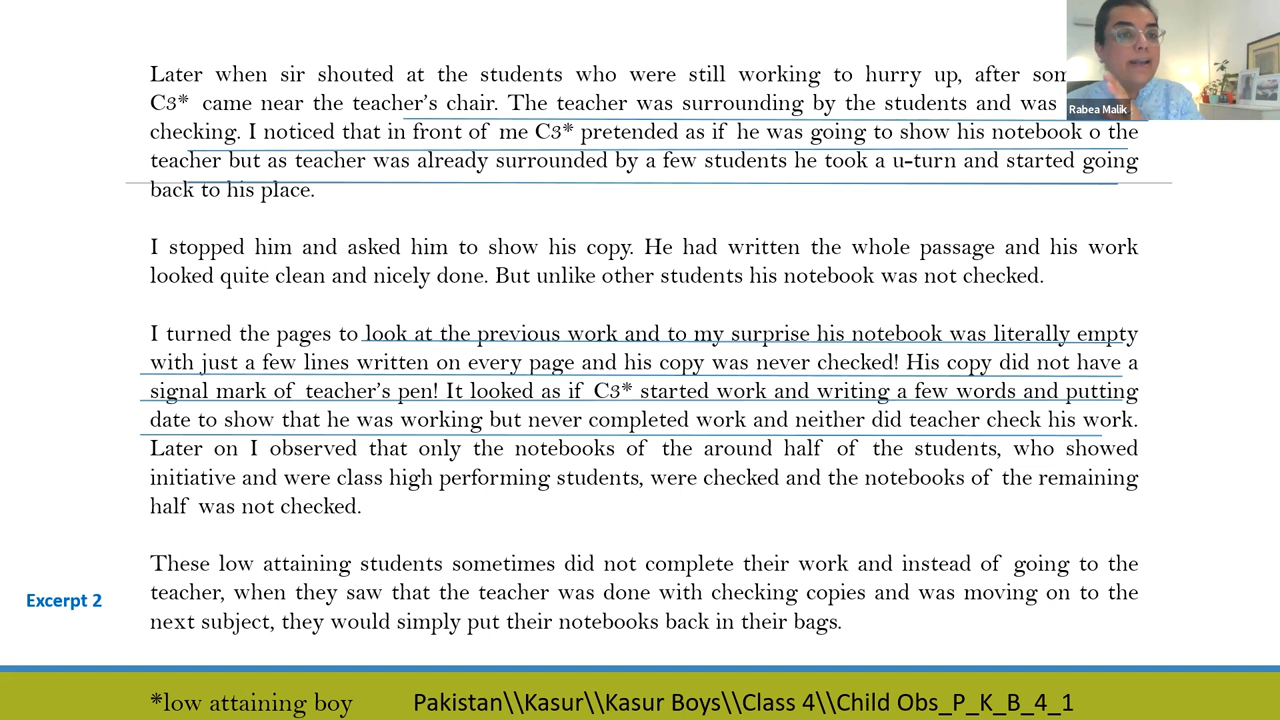 Later when sir shouted at the students who were still working to hurry up, after
C3* came near the teacher's chair. The teacher was surrounding by the students and was
checking. I noticed that in front of me C3* pretended as if he was going to show his notebook o the
teacher but as teacher was already surrounded by a few students he took a u-turn and started going
back to his place.
I stopped him and asked him to show his copy. He had written the whole passage and his work
looked quite clean and nicely done. But unlike other students his notebook was not checked.
I turned the pages to look at the previous work and to my surprise his notebook was literally empty
with just a few lines written on every page and his copy was never checked! His copy did not have a
signal mark of teacher's pen! It looked as if C3* started work and writing a few words and putting
date to show that he was working but never completed work and neither did teacher check his work.
Later on I observed that only the notebooks of the around half of the students, who showed
initiative and were class high performing students, were checked and the notebooks of the remaining
half was not checked.
These low attaining students sometimes did not complete their work and instead of going to the
teacher, when they saw that the teacher was done with checking copies and was moving on to the
next subject, they would simply put their notebooks back in their bags.
Excerpt 2
*low attaining boy Pakistan\\Kasur\\Kasur Boys\\Class 4\\Child Obs_P_K_B_4_1
Rabea Malik